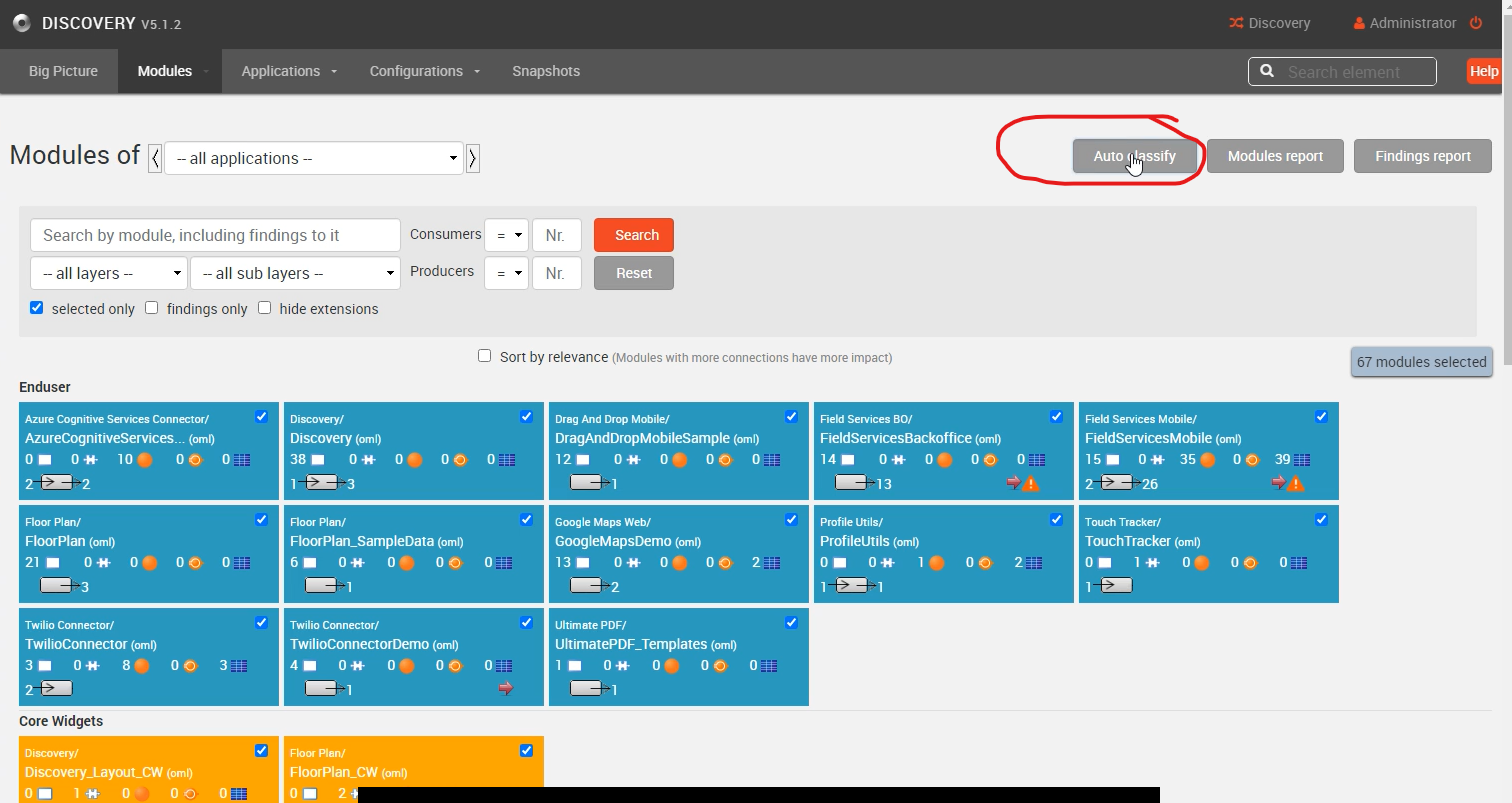 DISCOVERY V5.1.2
Discovery
Administrator
Big Picture
Modules
Applications
Configurations
Snapshots
Search element
Help
Modules of
-- all applications --
Auto classify
Modules report
Findings report
Search by module, including findings to it
Consumers
=
Nr.
Search
-- all layers --
-- all sub layers --
Producers
=
Nr.
Reset
selected only
findings only
hide extensions
Sort by relevance (Modules with more connections have more impact)
67 modules selected
Enduser
Azure Cognitive Services Connector/
AzureCognitiveServices... (oml)
0 0 10 0 0
2 2
Discovery/
Discovery (oml)
38 0 0 0 0
1 3
Drag And Drop Mobile/
DragAndDropMobileSample (oml)
12 0 0 0 0
1
Field Services BO/
FieldServicesBackoffice (oml)
14 0 0 0 0
13
Field Services Mobile/
FieldServicesMobile (oml)
15 0 35 0 39
2 26
Floor Plan/
FloorPlan (oml)
21 0 0 0 0
3
Floor Plan/
FloorPlan_SampleData (oml)
6 0 0 0 0
1
Google Maps Web/
GoogleMapsDemo (oml)
13 0 0 0 2
2
Profile Utils/
ProfileUtils (oml)
0 0 1 0 2
1 1
Touch Tracker/
TouchTracker (oml)
0 1 0 0 0
1
Twilio Connector/
TwilioConnector (oml)
3 0 8 0 3
2
Twilio Connector/
TwilioConnectorDemo (oml)
4 0 0 0 0
1
Ultimate PDF/
UltimatePDF_Templates (oml)
1 0 0 0 0
1
Core Widgets
Discovery/
Discovery_Layout_CW (oml)
0 1 0 0 0
Floor Plan/
FloorPlan_CW (oml)
0 2